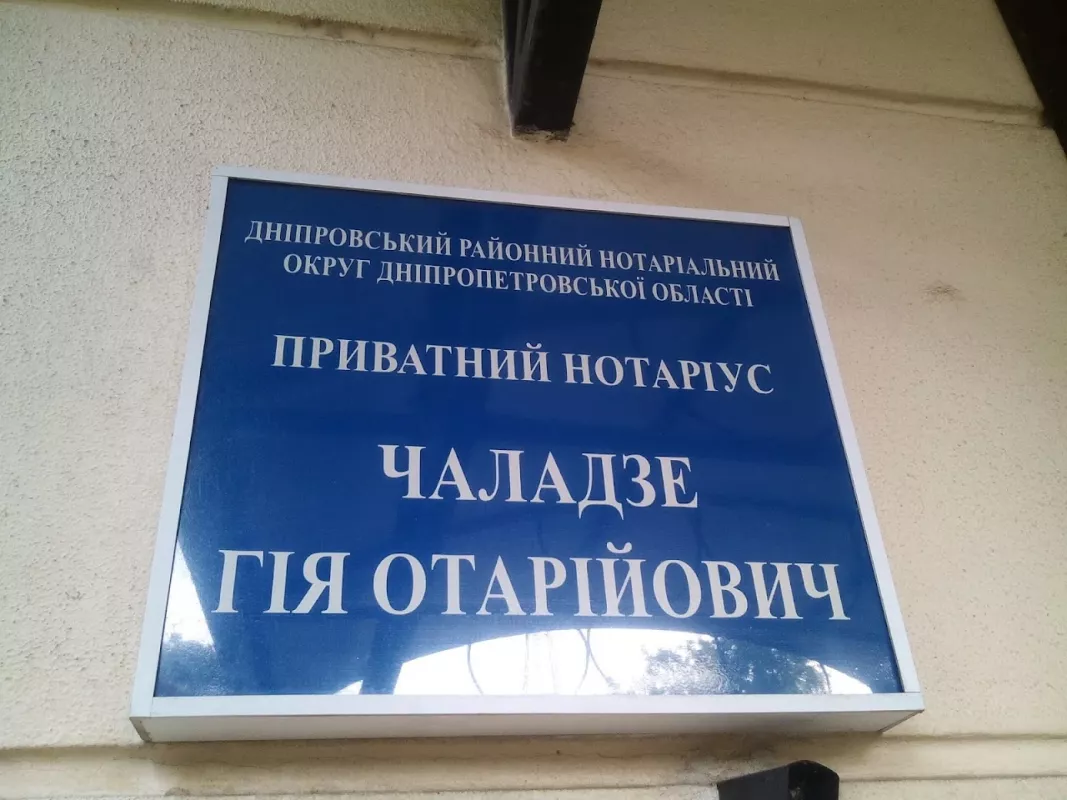 ДНІПРОВСЬКИЙ РАЙОННИЙ НОТАРІАЛЬНИЙ
ОКРУГ ДНІПРОПЕТРОВСЬКОЇ ОБЛАСТІ
ПРИВАТНИЙ НОТАРІУС
ЧАЛАДЗЕ
ГІЯ ОТАРІЙОВИЧ